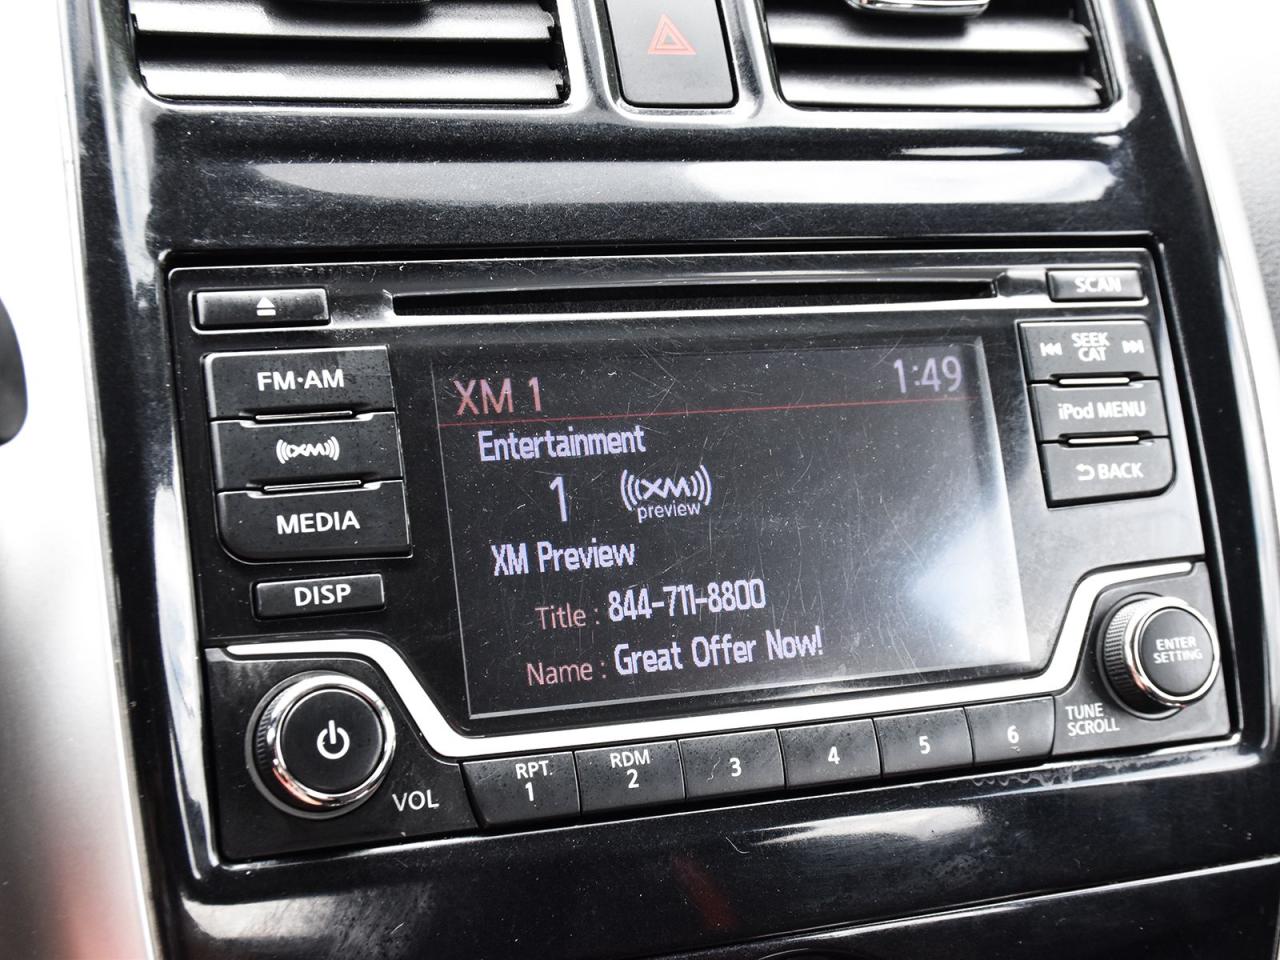 SCAN
FM·AM
XM
MEDIA
DISP
XM 1 1:49
Entertainment
1 XM
preview
XM Preview
Title : 844-711-8800
Name : Great Offer Now!
SEEK
CAT
iPod MENU
BACK
ENTER
SETTING
TUNE
SCROLL
VOL
RPT
1
RDM
2
3
4
5
6